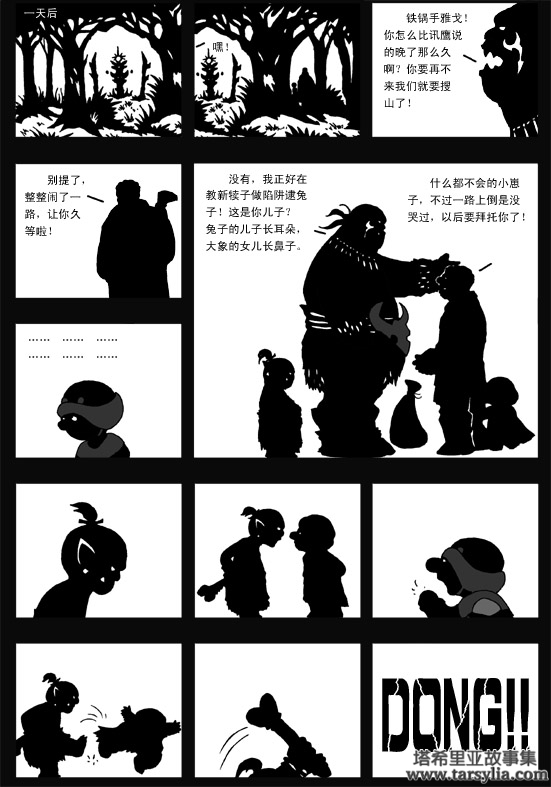 一天后
嘿！
铁锅手雅戈！
你怎么比讯鹰说
的晚了那么久
啊？你要再不
来我们就要搜
山了！
别提了，
整整闹了一
路，让你久
等啦！
没有，我正好在
教新犊子做陷阱逮兔
子！这是你儿子？
兔子的儿子长耳朵，
大象的女儿长鼻子。
什么都不会的小崽
子，不过一路上倒是没
哭过，以后要拜托你了！
…… …… ……
…… …… ……
DONG!!
塔希里亚故事集
www.tarsylia.com